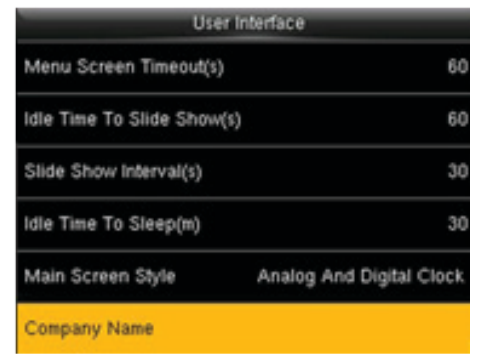 User Interface
Menu Screen Timeout(s) 60
Idle Time To Slide Show(s) 60
Slide Show Interval(s) 30
Idle Time To Sleep(m) 30
Main Screen Style Analog And Digital Clock
Company Name